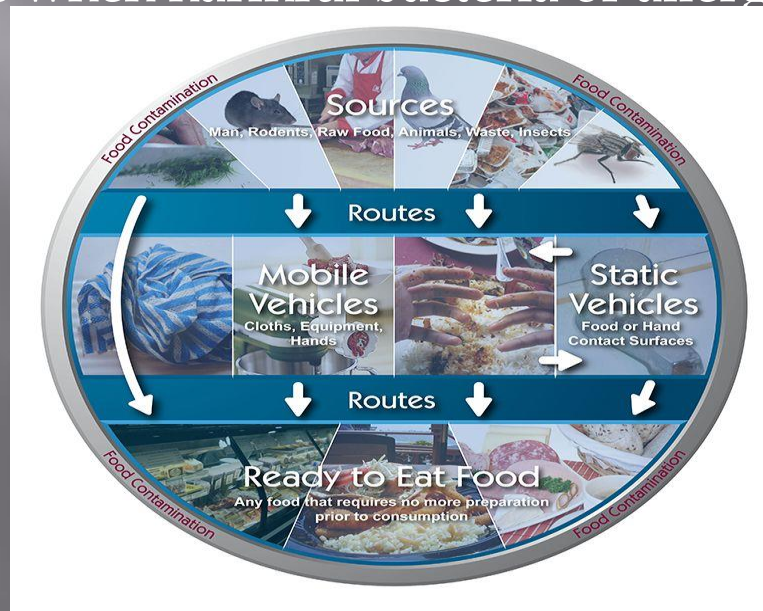 Food Contamination
Food Contamination
Sources
Man, Rodents, Raw Food, Animals, Waste, Insects
Routes
Mobile
Vehicles
Cloths, Equipment,
Hands
Static
Vehicles
Food or Hand
Contact Surfaces
Routes
Ready to Eat Food
Any food that requires no more preparation
prior to consumption
Food Contamination
Food Contamination